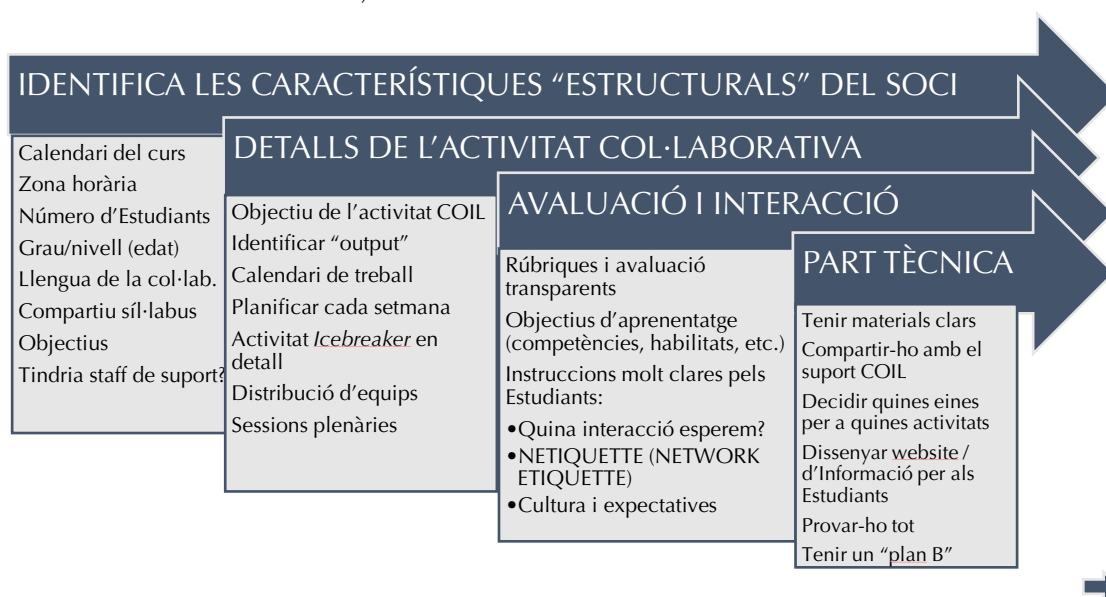 IDENTIFICA LES CARACTERÍSTIQUES “ESTRUCTURALS” DEL SOCI
Calendari del curs
Zona horària
Número d’Estudiants
Grau/nivell (edat)
Llengua de la col·lab.
Compartiu síl·labus
Objectius
Tindria staff de suport?
DETALLS DE L’ACTIVITAT COL·LABORATIVA
Objectiu de l’activitat COIL
Identificar “output”
Calendari de treball
Planificar cada setmana
Activitat Icebreaker en
detall
Distribució d’equips
Sessions plenàries
AVALUACIÓ I INTERACCIÓ
Rúbriques i avaluació
transparents
Objectius d’aprenentatge
(competències, habilitats, etc.)
Instruccions molt clares pels
Estudiants:
•Quina interacció esperem?
•NETIQUETTE (NETWORK
ETIQUETTE)
•Cultura i expectatives
PART TÈCNICA
Tenir materials clars
Compartir-ho amb el
suport COIL
Decidir quines eines
per a quines activitats
Dissenyar website /
d’Informació per als
Estudiants
Provar-ho tot
Tenir un “plan B”